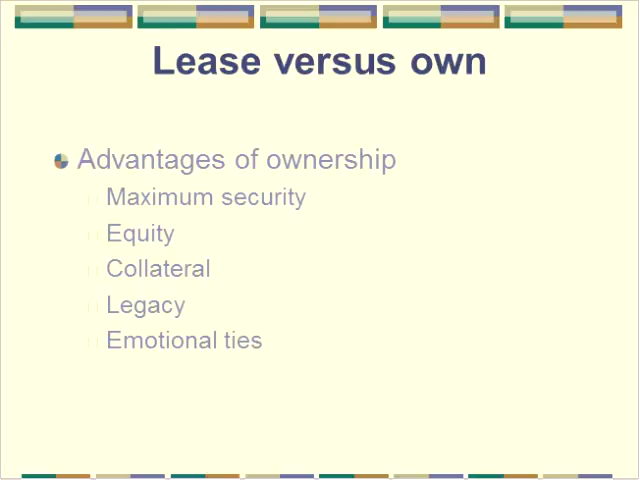 Lease versus own
Advantages of ownership
Maximum security
Equity
Collateral
Legacy
Emotional ties